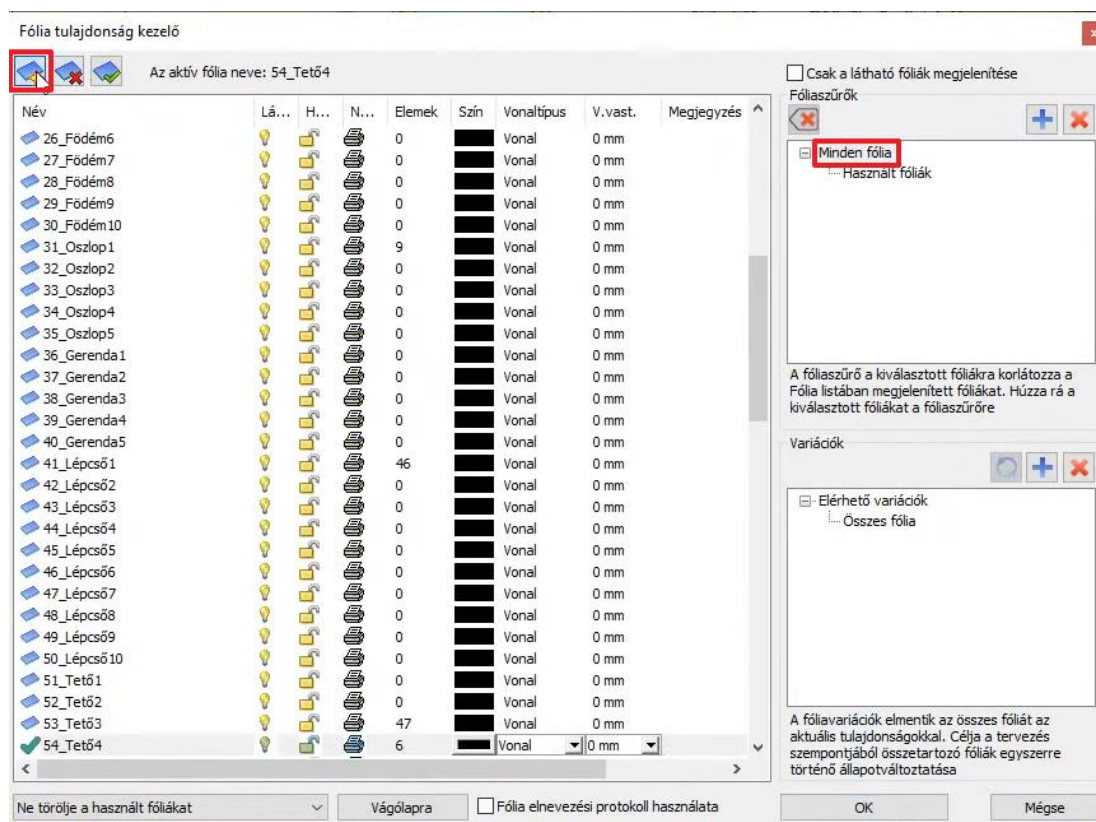 Fólia tulajdonság kezelő
Az aktív fólia neve: 54_Tető4
Csak a látható fóliák megjelenítése
Név Lá... H... N... Elemek Szín Vonaltípus V.vast. Megjegyzés
26_Födém6 0 Vonal 0 mm
27_Födém7 0 Vonal 0 mm
28_Födém8 0 Vonal 0 mm
29_Födém9 0 Vonal 0 mm
30_Födém10 0 Vonal 0 mm
31_Oszlop1 9 Vonal 0 mm
32_Oszlop2 0 Vonal 0 mm
33_Oszlop3 0 Vonal 0 mm
34_Oszlop4 0 Vonal 0 mm
35_Oszlop5 0 Vonal 0 mm
36_Gerenda1 0 Vonal 0 mm
37_Gerenda2 0 Vonal 0 mm
38_Gerenda3 0 Vonal 0 mm
39_Gerenda4 0 Vonal 0 mm
40_Gerenda5 0 Vonal 0 mm
41_Lépcső1 46 Vonal 0 mm
42_Lépcső2 0 Vonal 0 mm
43_Lépcső3 0 Vonal 0 mm
44_Lépcső4 0 Vonal 0 mm
45_Lépcső5 0 Vonal 0 mm
46_Lépcső6 0 Vonal 0 mm
47_Lépcső7 0 Vonal 0 mm
48_Lépcső8 0 Vonal 0 mm
49_Lépcső9 0 Vonal 0 mm
50_Lépcső10 0 Vonal 0 mm
51_Tető1 0 Vonal 0 mm
52_Tető2 0 Vonal 0 mm
53_Tető3 47 Vonal 0 mm
54_Tető4 6 Vonal 0 mm
Fóliaszűrők
Minden fólia
Használt fóliák
A fóliaszűrő a kiválasztott fóliákra korlátozza a
Fólia listában megjelenített fóliákat. Húzza rá a
kiválasztott fóliákat a fóliaszűrőre
Variációk
Elérhető variációk
Összes fólia
A fóliavariációk elmentik az összes fóliát az
aktuális tulajdonságokkal. Célja a tervezés
szempontjából összetartozó fóliák egyszerre
történő állapotváltoztatása
Ne törölje a használt fóliákat
Vágólapra
Fólia elnevezési protokoll használata
OK
Mégse